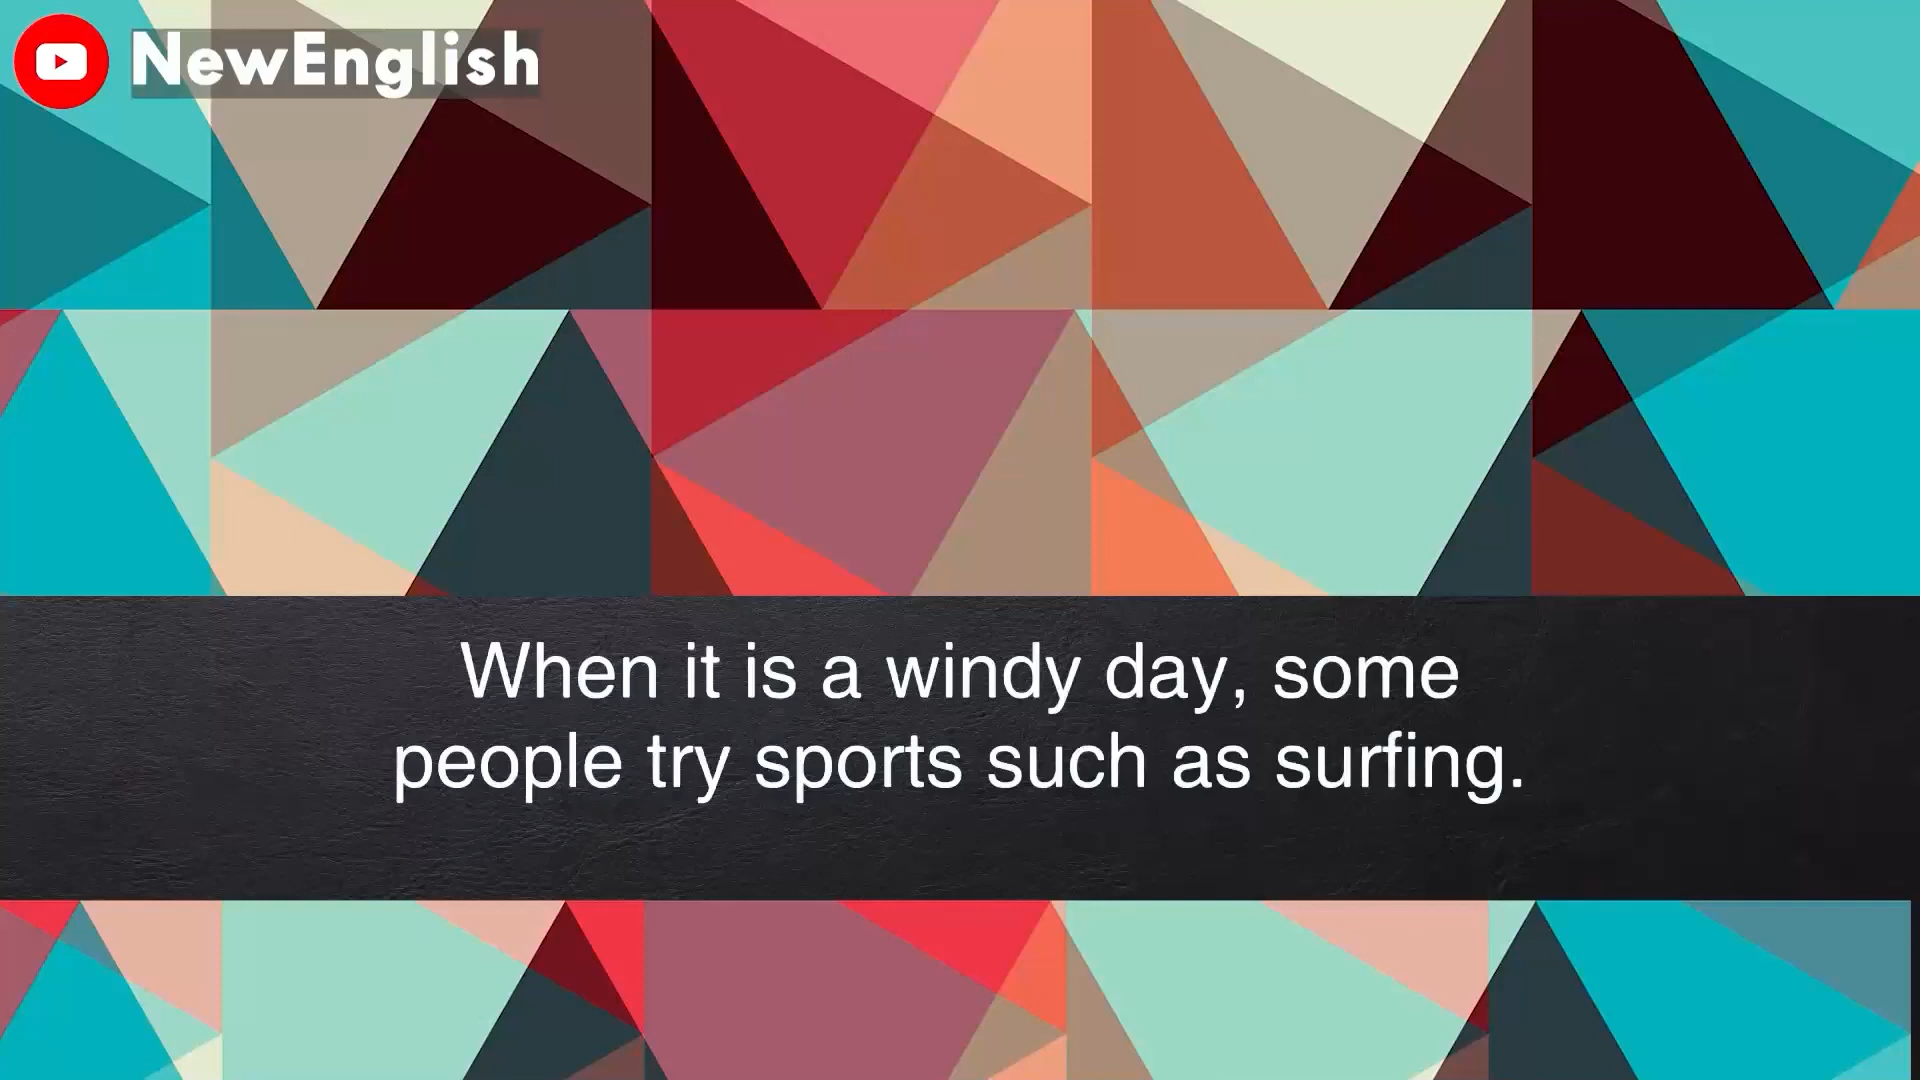 NewEnglish
When it is a windy day, some
people try sports such as surfing.